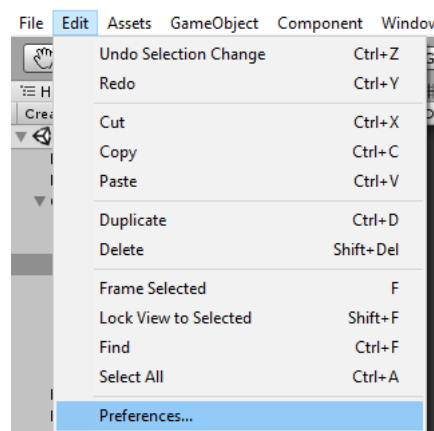 File Edit Assets GameObject Component Window
Undo Selection Change Ctrl+Z
Redo Ctrl+Y
Cut Ctrl+X
Copy Ctrl+C
Paste Ctrl+V
Duplicate Ctrl+D
Delete Shift+Del
Frame Selected F
Lock View to Selected Shift+F
Find Ctrl+F
Select All Ctrl+A
Preferences...